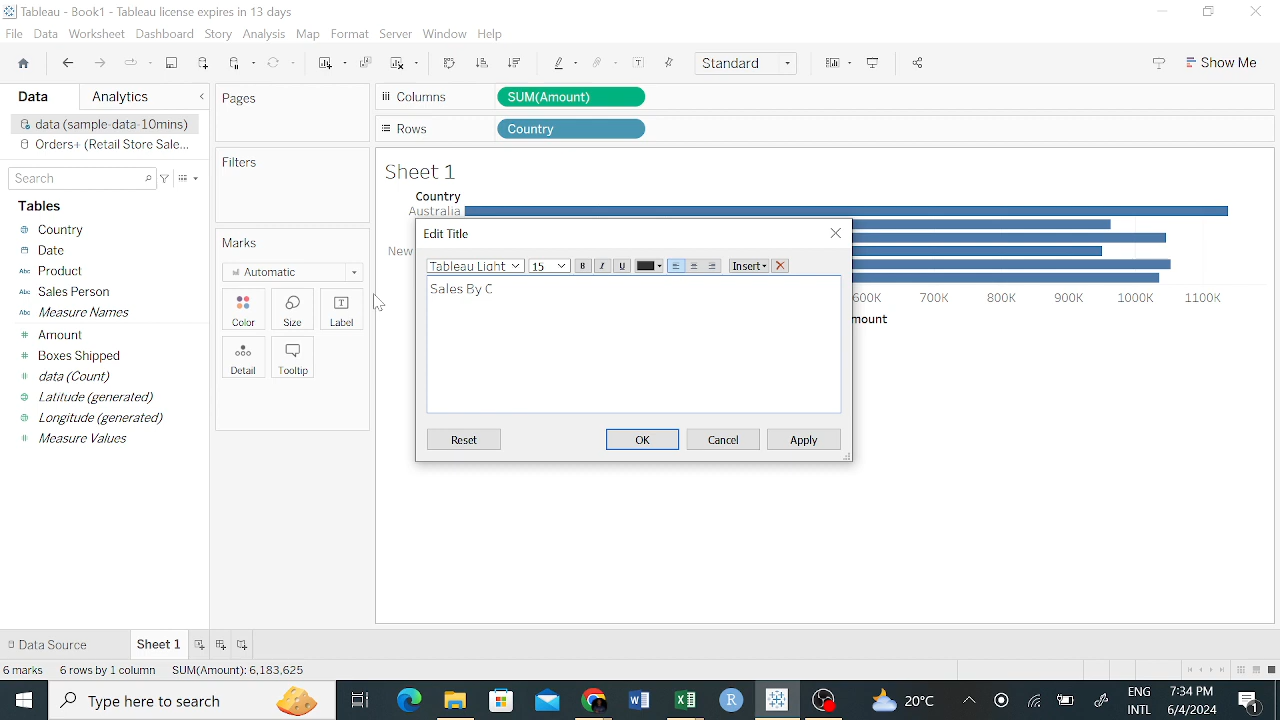 Tableau - Book1 - Tableau license expires in 13 days
File Data Worksheet Dashboard Story Analysis Map Format Server Window Help
Standard
Show Me
Data Analytics
data (sample-data-10mins)
Orders+ (Retail Store Sale...
Search
Tables
Country
Date
Abc Product
Abc Sales Person
Abc Measure Names
Amount
Boxes Shipped
data (Count)
Latitude (generated)
Longitude (generated)
Measure Values
Pages
Filters
Marks
Automatic
Color Size Label
Detail Tooltip
Columns SUM(Amount)
Rows Country
Sheet 1
Country
Australia
New
600K 700K 800K 900K 1000K 1100K
mount
Edit Title
Tableau Light 15 B I U Insert
Sales By C
Reset OK Cancel Apply
Data Source Sheet 1
6 marks 6 rows by 1 column SUM(Amount): 6,183,625
Type here to search
20°C
ENG
INTL
7:34 PM
6/4/2024
1